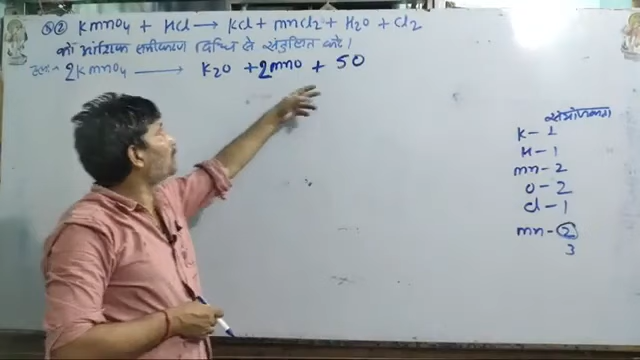 प्र② KmnO₄ + HCl → KCl + mnCl₂ + H₂O + Cl₂
को आंशिक समीकरण विधि से संतुलित करें।
हल:- 2KmnO₄ → K₂O + 2mnO + 5O
संयोजकता
K - 1
H - 1
mn - 2
O - 2
Cl - 1
mn - 2
3